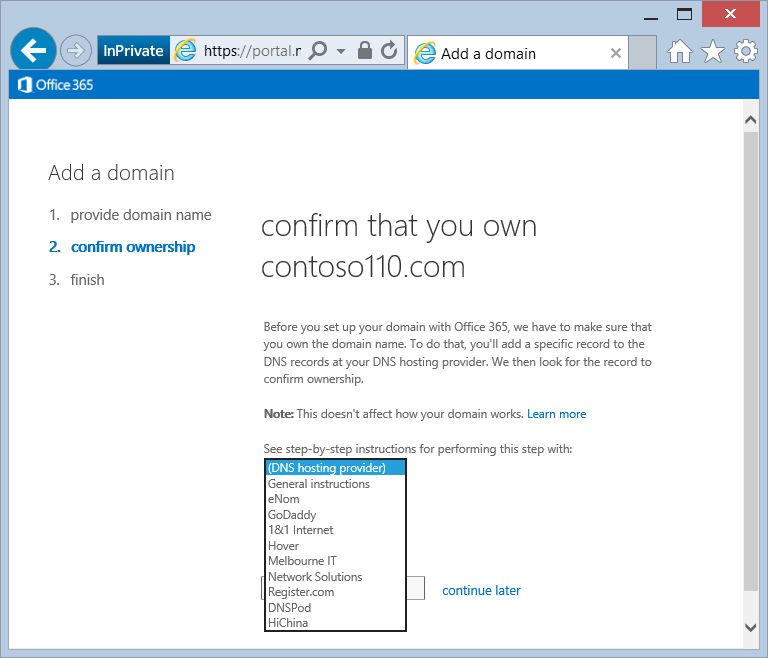 InPrivate
https://portal.r
Add a domain
Office 365
Add a domain
1. provide domain name
2. confirm ownership
3. finish
confirm that you own
contoso110.com
Before you set up your domain with Office 365, we have to make sure that
you own the domain name. To do that, you'll add a specific record to the
DNS records at your DNS hosting provider. We then look for the record to
confirm ownership.
Note: This doesn't affect how your domain works. Learn more
See step-by-step instructions for performing this step with:
(DNS hosting provider)
General instructions
eNom
GoDaddy
1&1 Internet
Hover
Melbourne IT
Network Solutions
Register.com
DNSPod
HiChina
continue later